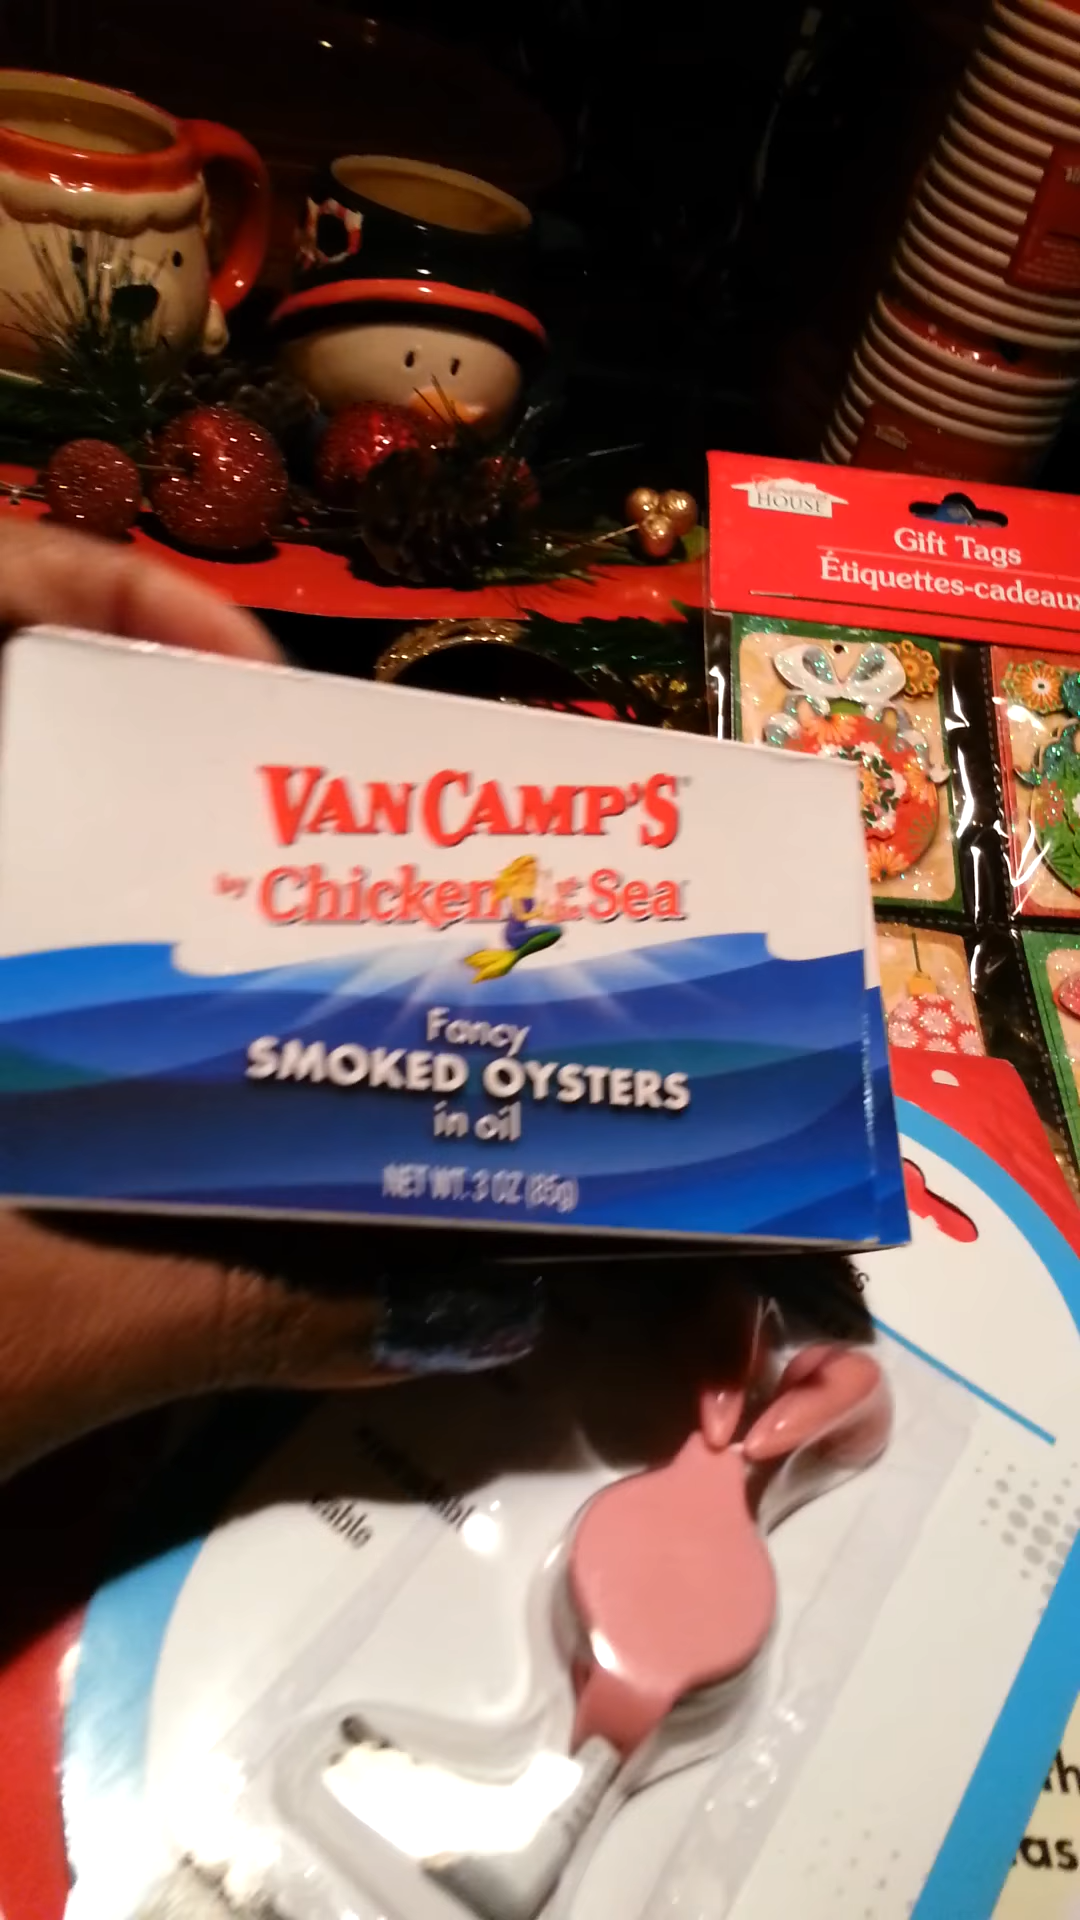 HOUSE
Gift Tags
Étiquettes-cadeaux
VAN CAMP'S
by Chicken of the Sea
Fancy
SMOKED OYSTERS
in oil
NET WT. 3 OZ (85g)
cable